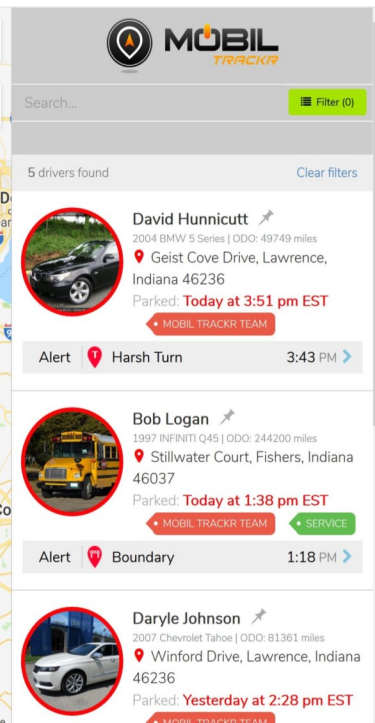 MOBIL
TRACKR
Search...
Filter (0)
5 drivers found
Clear filters
David Hunnicutt
2004 BMW 5 Series | ODO: 49749 miles
Geist Cove Drive, Lawrence,
Indiana 46236
Parked: Today at 3:51 pm EST
• MOBIL TRACKR TEAM
Alert
T
Harsh Turn
3:43 PM
Bob Logan
1997 INFINITI Q45 | ODO: 244200 miles
Stillwater Court, Fishers, Indiana
46037
Parked: Today at 1:38 pm EST
• MOBIL TRACKR TEAM
• SERVICE
Alert
Boundary
1:18 PM
Daryle Johnson
2007 Chevrolet Tahoe | ODO: 81361 miles
Winford Drive, Lawrence, Indiana
46236
Parked: Yesterday at 2:28 pm EST
• MOBIL TRACKR TEAM